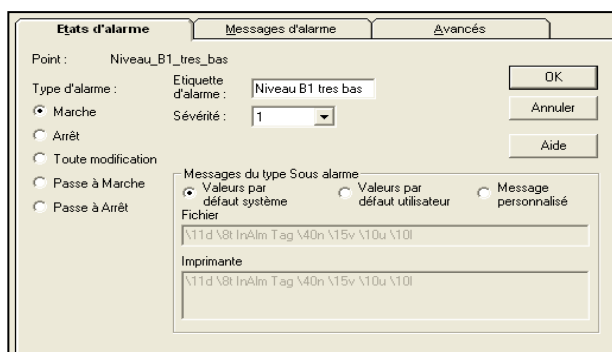 Etats d'alarme
Messages d'alarme
Avancés
Point : Niveau_B1_tres_bas
Type d'alarme :
Etiquette d'alarme :
Niveau B1 tres bas
Sévérité :
1
Marche
Arrêt
Toute modification
Passe à Marche
Passe à Arrêt
OK
Annuler
Aide
Messages du type Sous alarme
Valeurs par défaut système
Valeurs par défaut utilisateur
Message personnalisé
Fichier
\11d \8t InAlm Tag \40n \15v \10u \10l
Imprimante
\11d \8t InAlm Tag \40n \15v \10u \10l